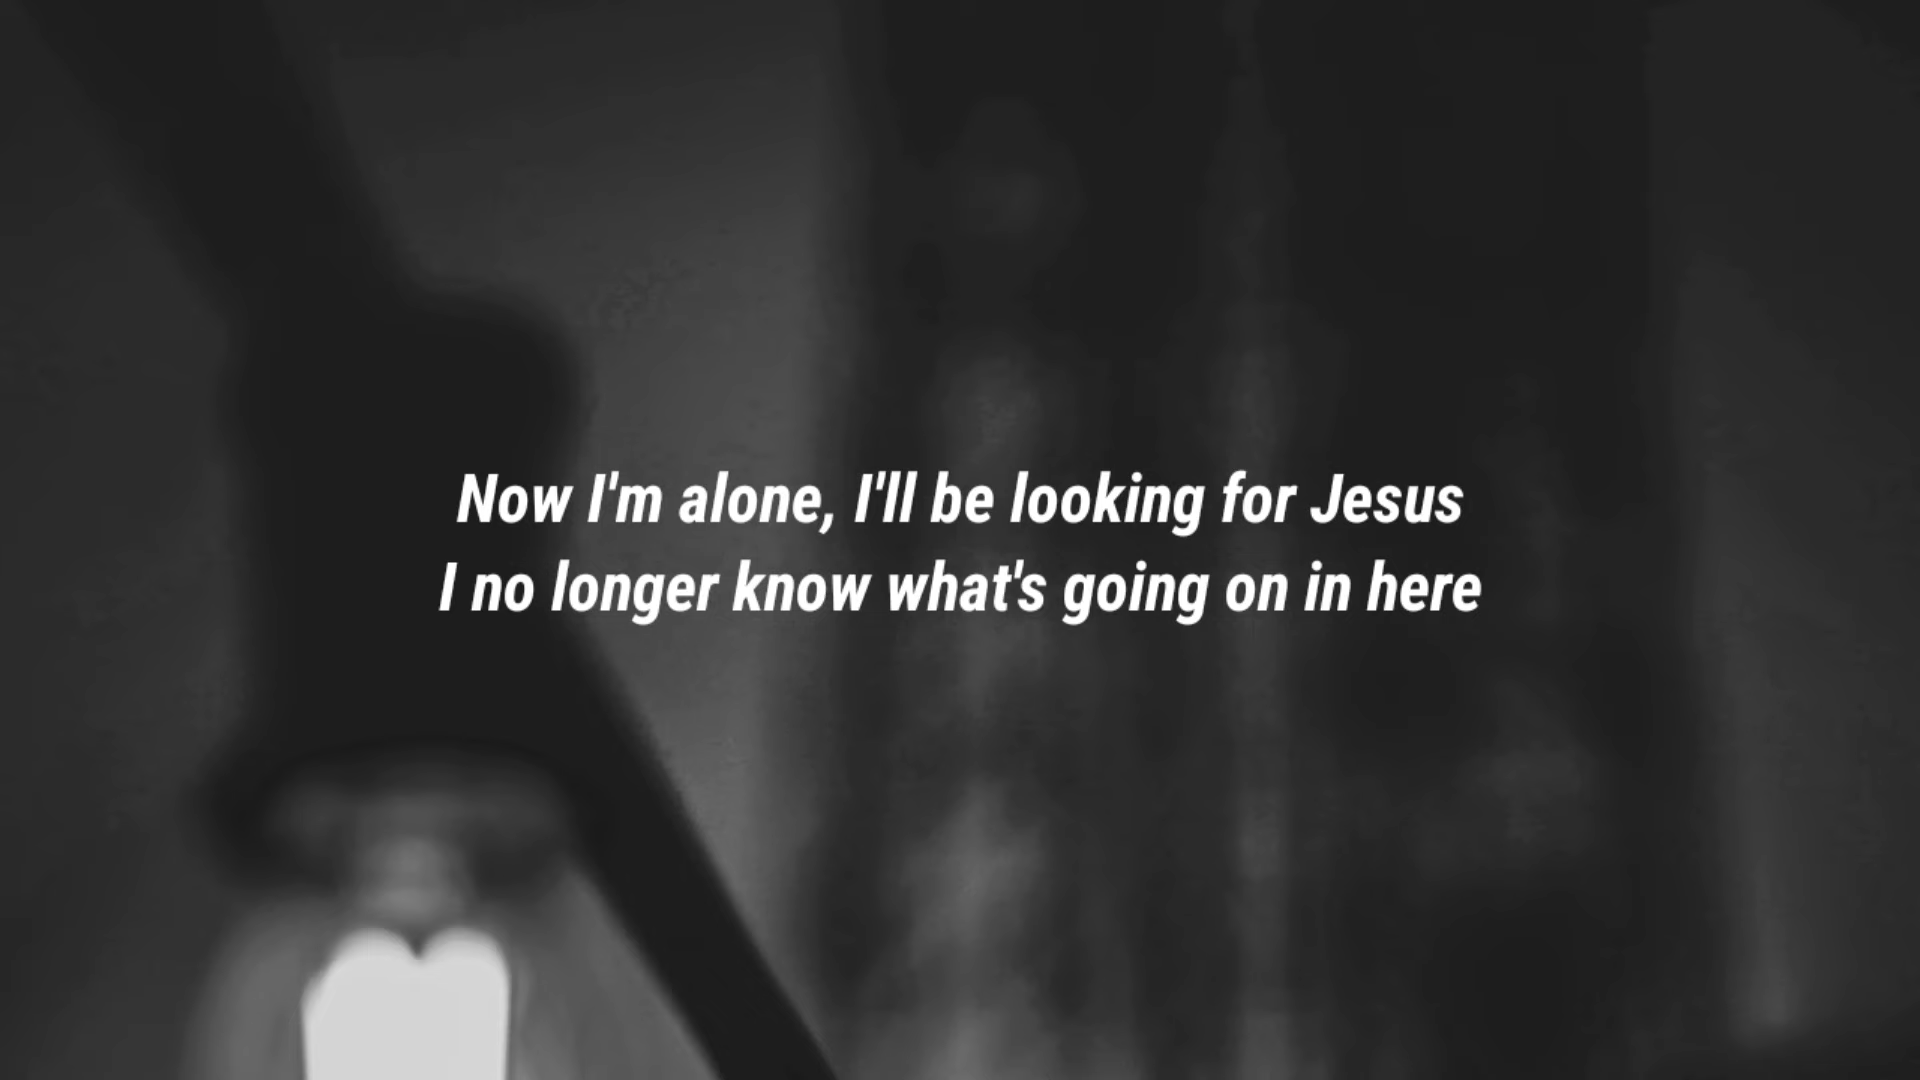 Now I'm alone, I'll be looking for Jesus
I no longer know what's going on in here